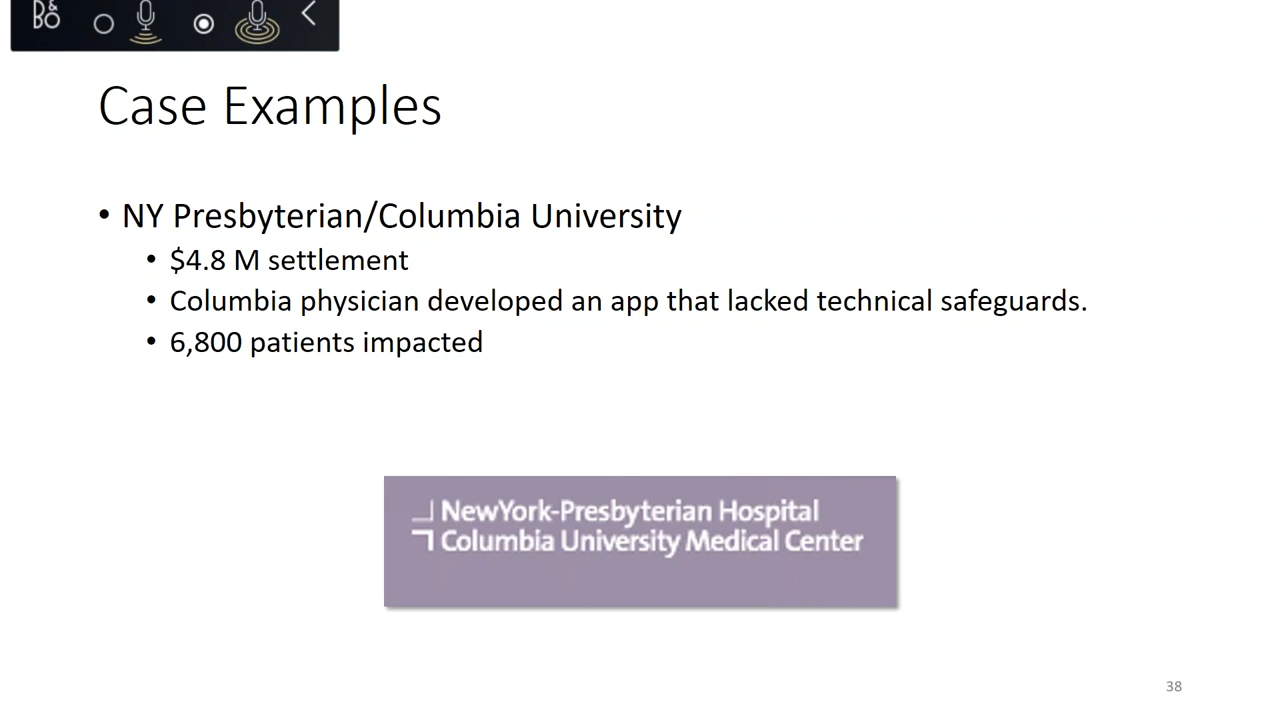 B&O
Case Examples
• NY Presbyterian/Columbia University
• $4.8 M settlement
• Columbia physician developed an app that lacked technical safeguards.
• 6,800 patients impacted
NewYork-Presbyterian Hospital
Columbia University Medical Center
38